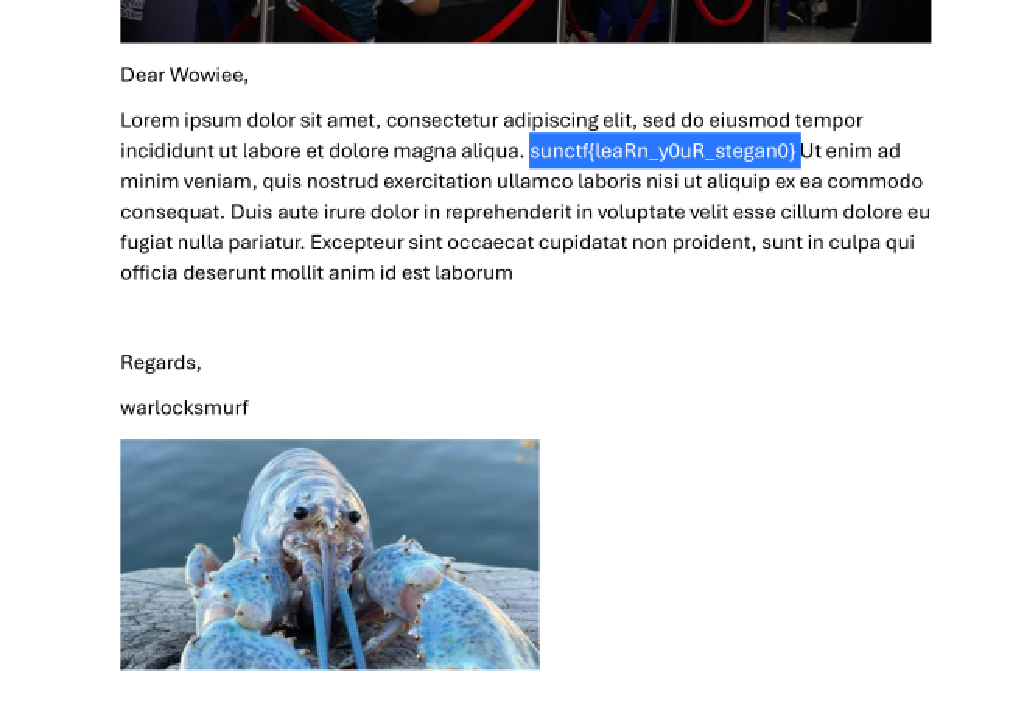 Dear Wowiee,
Lorem ipsum dolor sit amet, consectetur adipiscing elit, sed do eiusmod tempor
incididunt ut labore et dolore magna aliqua. sunctf{leaRn_y0uR_stegan0} Ut enim ad
minim veniam, quis nostrud exercitation ullamco laboris nisi ut aliquip ex ea commodo
consequat. Duis aute irure dolor in reprehenderit in voluptate velit esse cillum dolore eu
fugiat nulla pariatur. Excepteur sint occaecat cupidatat non proident, sunt in culpa qui
officia deserunt mollit anim id est laborum
Regards,
warlocksmurf